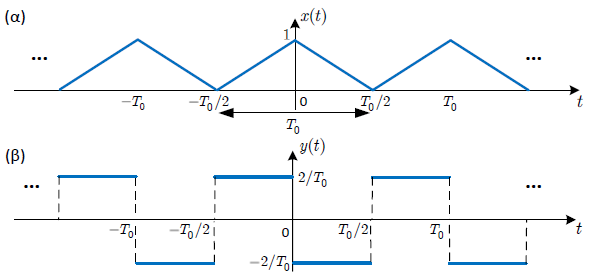 (α)
x(t)
1
...
...
−T₀
−T₀/2
0
T₀/2
T₀
t
T₀
(β)
y(t)
...
2/T₀
...
−T₀
−T₀/2
0
T₀/2
T₀
t
−2/T₀